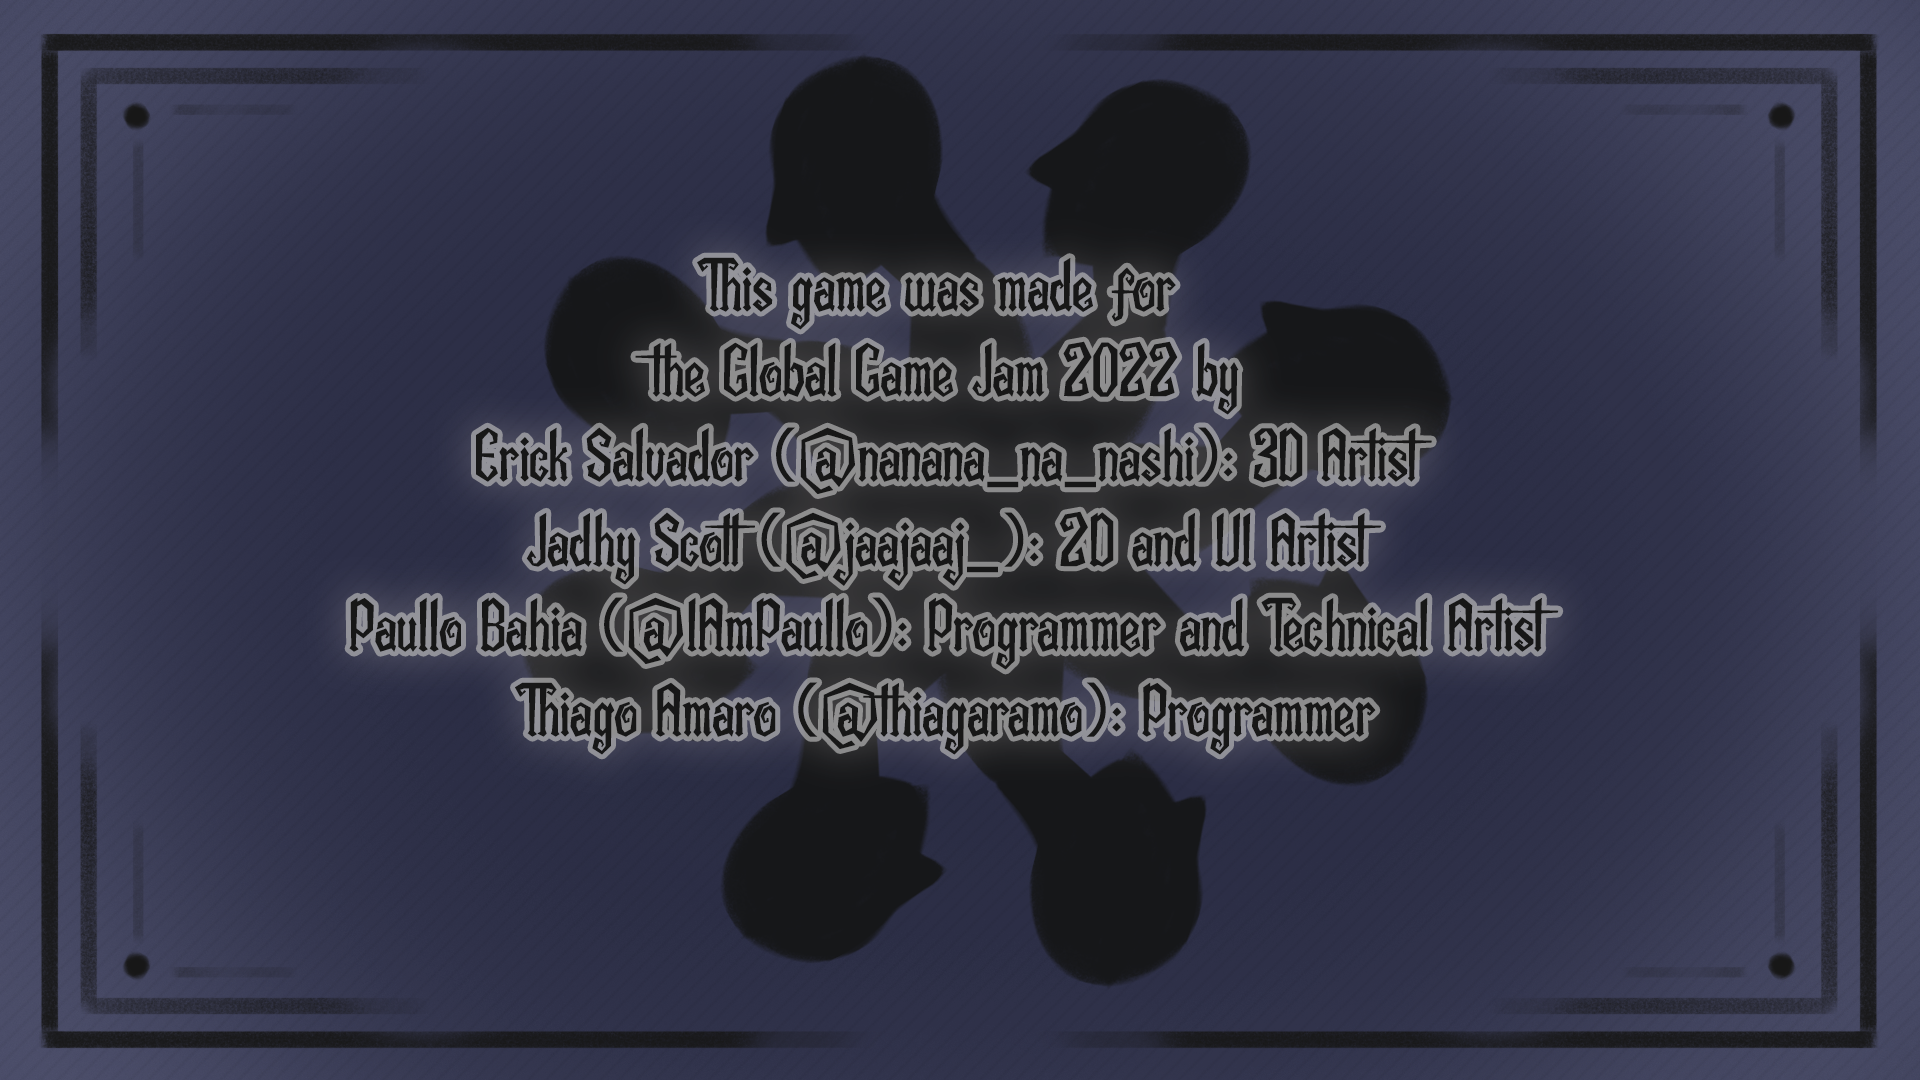 This game was made for
the Global Game Jam 2022 by
Erick Salvador (@nanana_na_nashi): 3D Artist
Jadhy Scott (@jaajaaj_): 2D and UI Artist
Paullo Bahia (@IAmPaullo): Programmer and Technical Artist
Thiago Amaro (@thiagaramo): Programmer